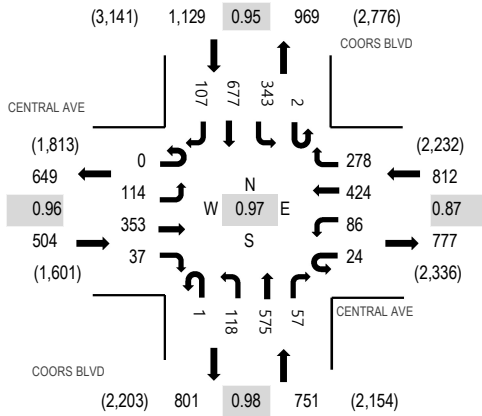 (3,141) 1,129 0.95 969 (2,776)
COORS BLVD
107 677 343 2
CENTRAL AVE
(1,813) (2,232)
0 278
649 812
114 N 424
0.96 W 0.97 E 0.87
353 86
504 S 777
37 24
(1,601) (2,336)
1 118 575 57
CENTRAL AVE
COORS BLVD
(2,203) 801 0.98 751 (2,154)